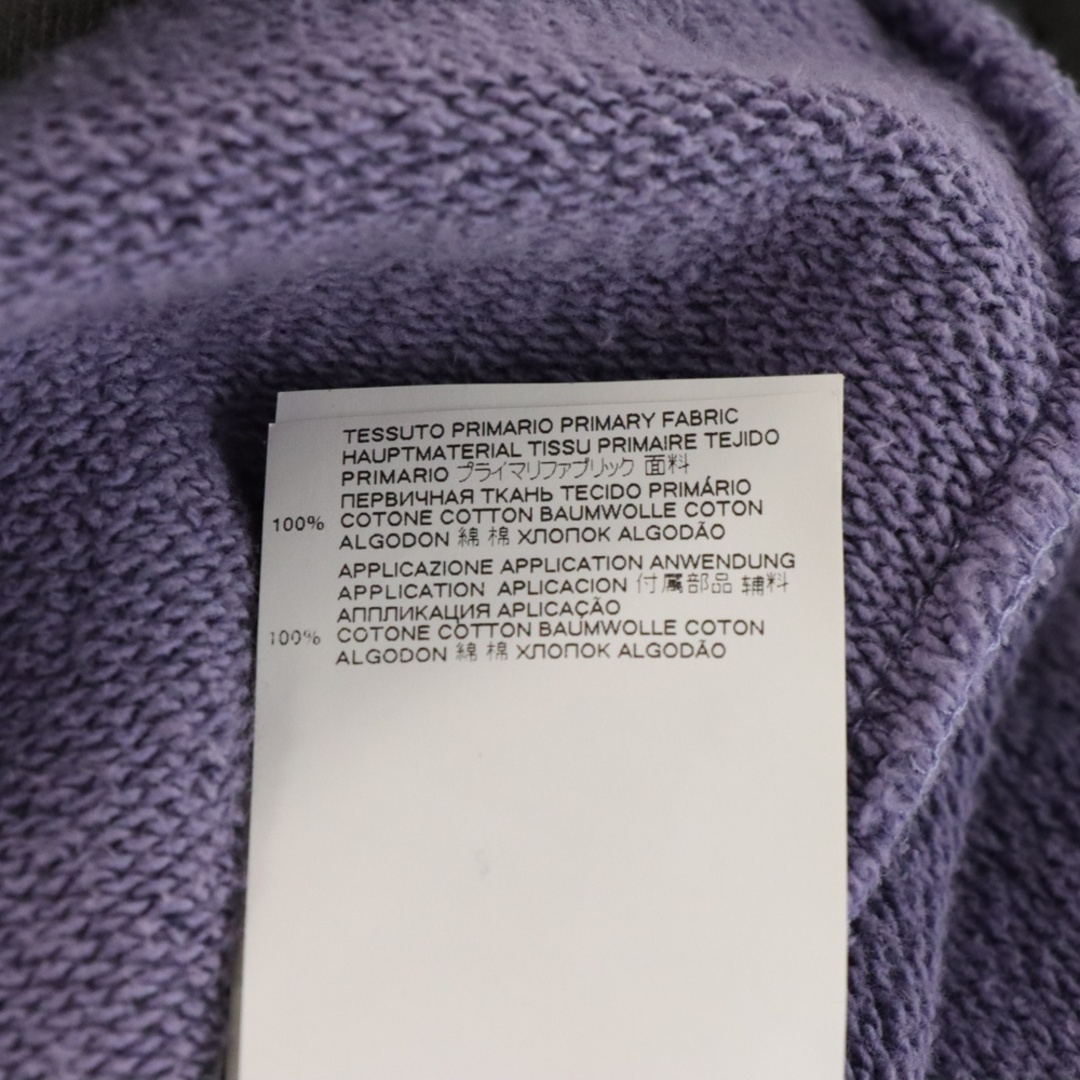 TESSUTO PRIMARIO PRIMARY FABRIC
HAUPTMATERIAL TISSU PRIMAIRE TEJIDO
PRIMARIO プライマリファブリック 面料
ПЕРВИЧНАЯ ТКАНЬ TECIDO PRIMÁRIO
100% COTONE COTTON BAUMWOLLE COTON
ALGODON 綿 棉 ХЛОПОК ALGODÃO
APPLICAZIONE APPLICATION ANWENDUNG
APPLICATION APLICACION 付属部品 辅料
АППЛИКАЦИЯ APLICAÇÃO
100% COTONE COTTON BAUMWOLLE COTON
ALGODON 綿 棉 ХЛОПОК ALGODÃO